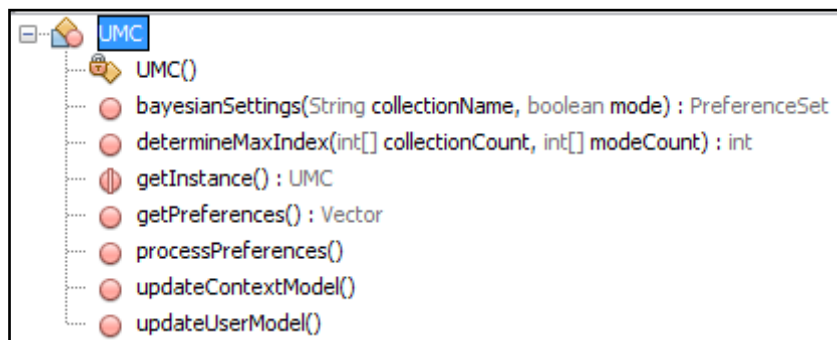 UMC
UMC()
bayesianSettings(String collectionName, boolean mode) : PreferenceSet
determineMaxIndex(int[] collectionCount, int[] modeCount) : int
getInstance() : UMC
getPreferences() : Vector
processPreferences()
updateContextModel()
updateUserModel()